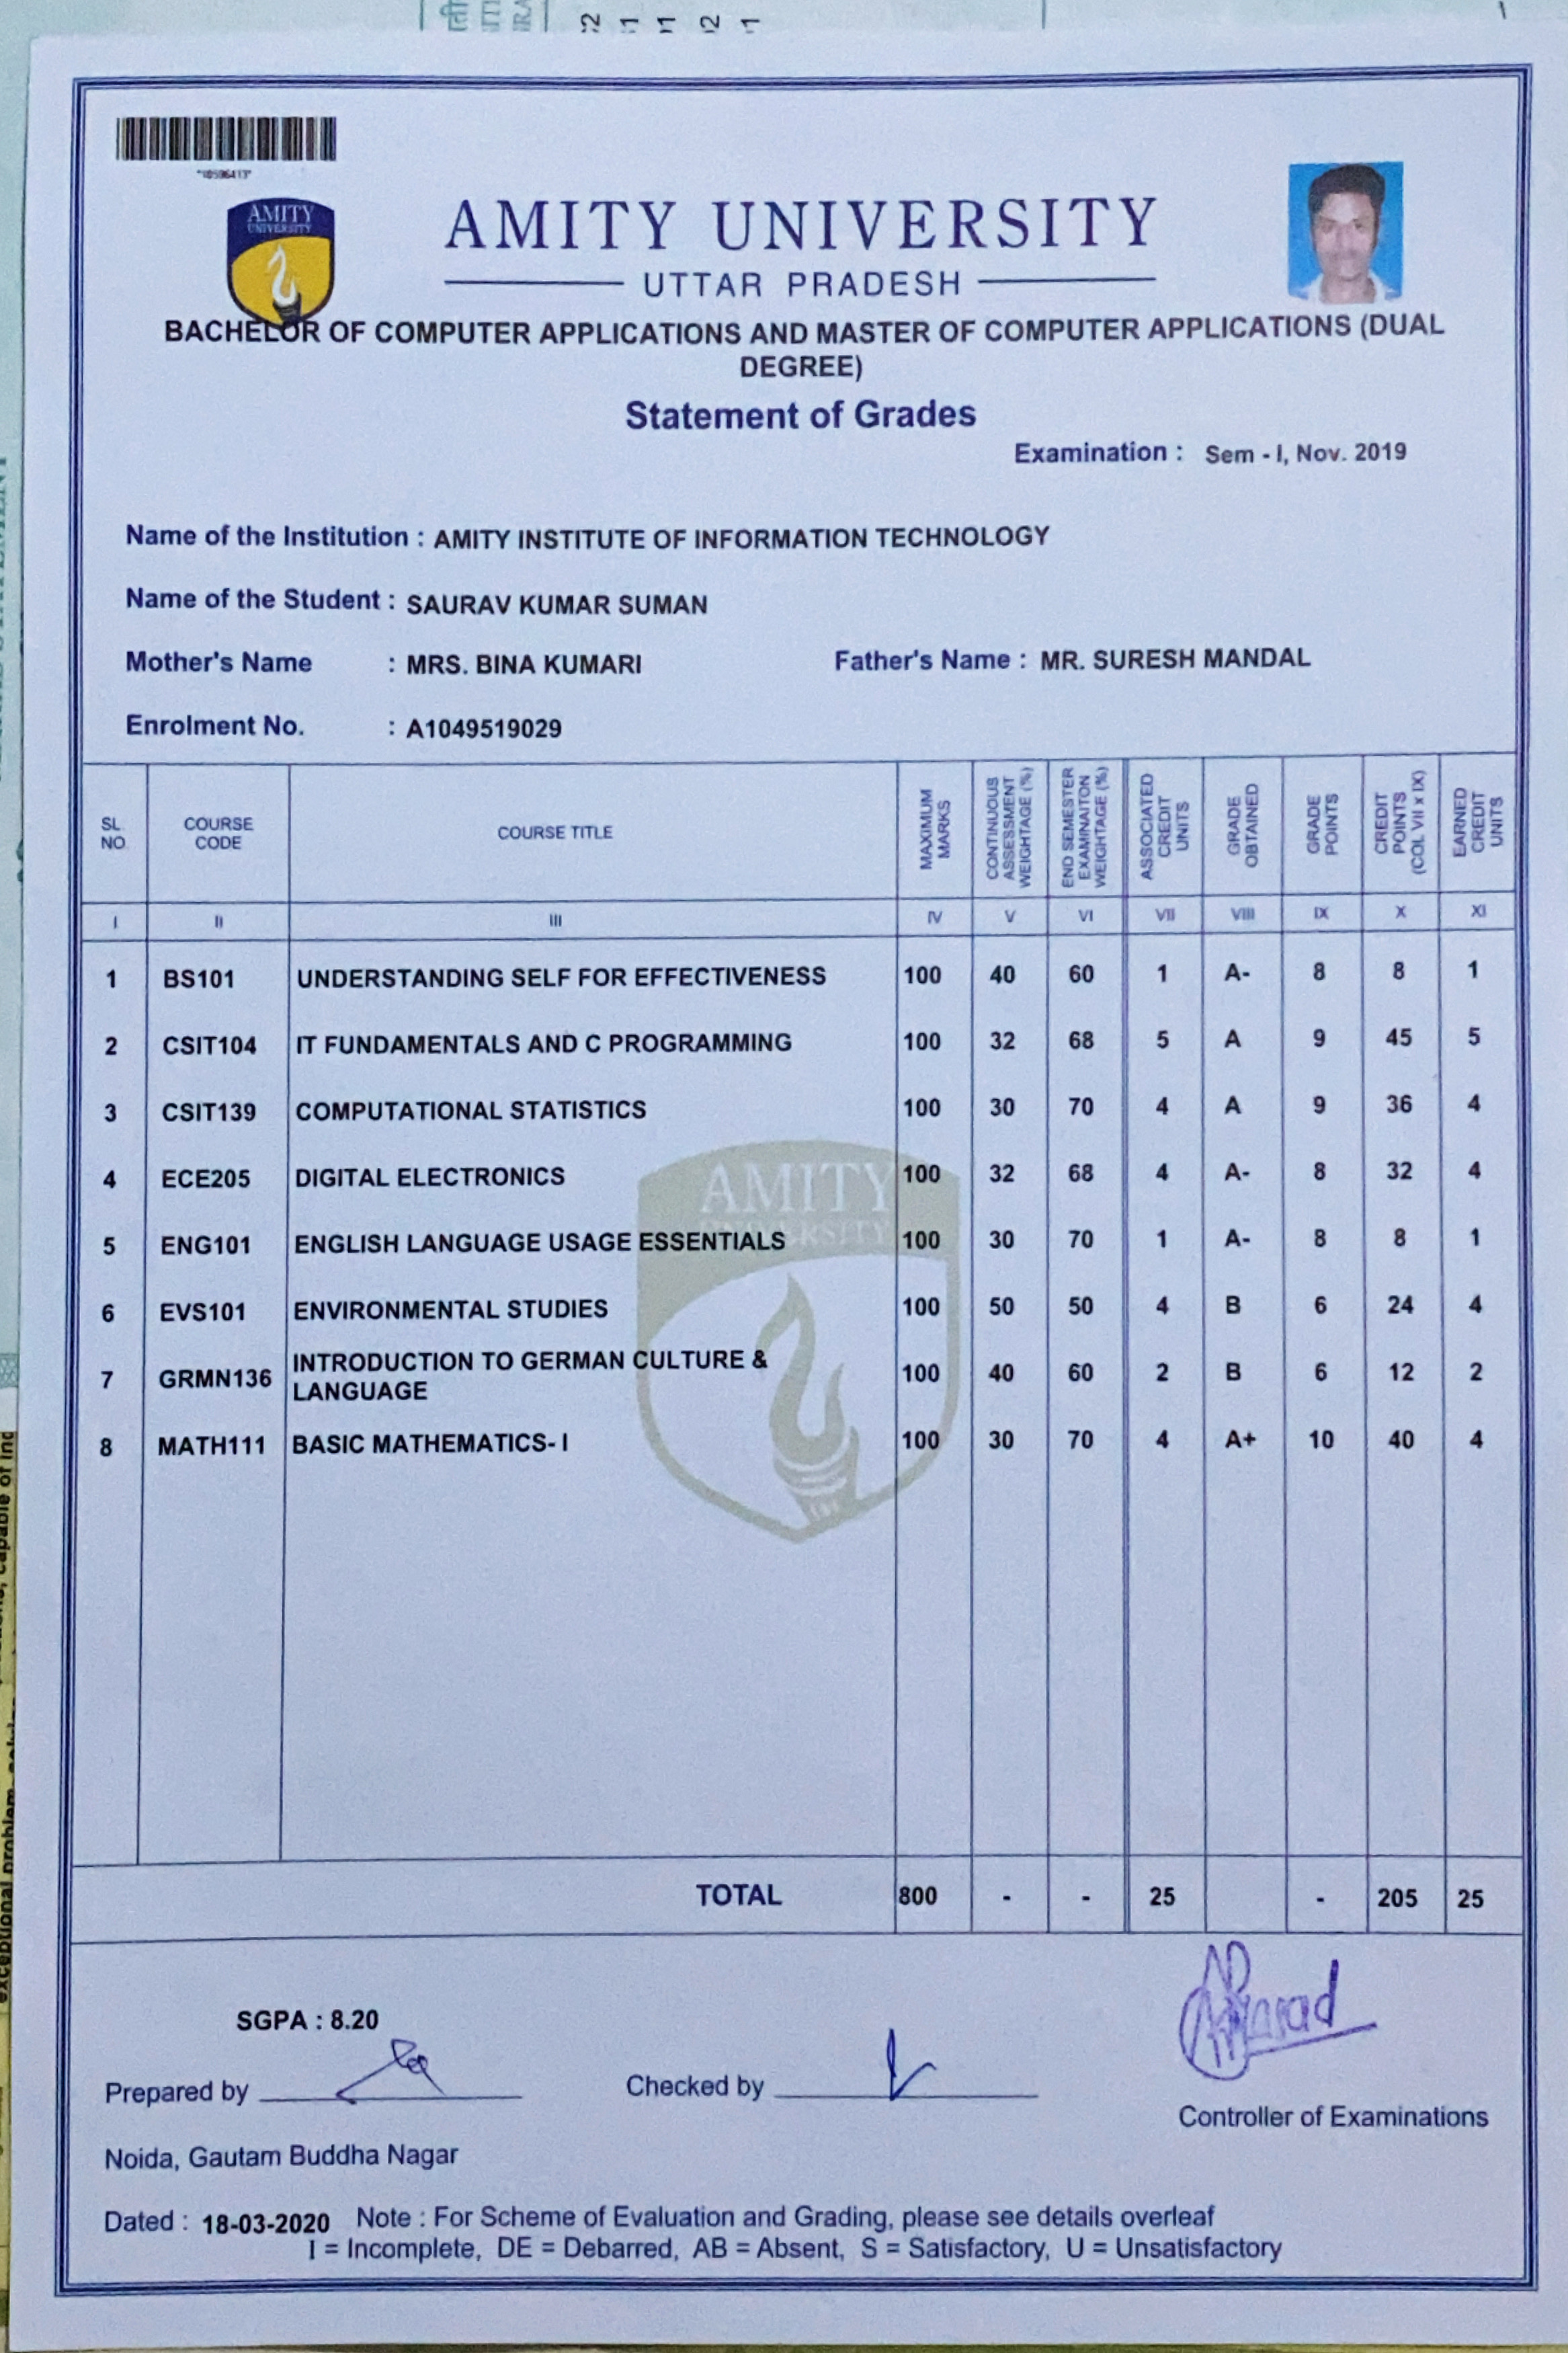 *10596413*
AMITY
UNIVERSITY
AMITY UNIVERSITY
UTTAR PRADESH
BACHELOR OF COMPUTER APPLICATIONS AND MASTER OF COMPUTER APPLICATIONS (DUAL
DEGREE)
Statement of Grades
Examination : Sem - I, Nov. 2019
Name of the Institution : AMITY INSTITUTE OF INFORMATION TECHNOLOGY
Name of the Student : SAURAV KUMAR SUMAN
Mother's Name : MRS. BINA KUMARI Father's Name : MR. SURESH MANDAL
Enrolment No. : A1049519029
SL. NO. COURSE CODE COURSE TITLE MAXIMUM MARKS CONTINUOUS ASSESSMENT WEIGHTAGE (%) END SEMESTER EXAMINAITON WEIGHTAGE (%) ASSOCIATED CREDIT UNITS GRADE OBTAINED GRADE POINTS CREDIT POINTS (COL VII x IX) EARNED CREDIT UNITS
I II III IV V VI VII VIII IX X XI
1 BS101 UNDERSTANDING SELF FOR EFFECTIVENESS 100 40 60 1 A- 8 8 1
2 CSIT104 IT FUNDAMENTALS AND C PROGRAMMING 100 32 68 5 A 9 45 5
3 CSIT139 COMPUTATIONAL STATISTICS 100 30 70 4 A 9 36 4
4 ECE205 DIGITAL ELECTRONICS 100 32 68 4 A- 8 32 4
5 ENG101 ENGLISH LANGUAGE USAGE ESSENTIALS 100 30 70 1 A- 8 8 1
6 EVS101 ENVIRONMENTAL STUDIES 100 50 50 4 B 6 24 4
7 GRMN136 INTRODUCTION TO GERMAN CULTURE & LANGUAGE 100 40 60 2 B 6 12 2
8 MATH111 BASIC MATHEMATICS- I 100 30 70 4 A+ 10 40 4
AMITY
UNIVERSITY
TOTAL 800 - - 25 - 205 25
SGPA : 8.20
Prepared by
Checked by
Controller of Examinations
Noida, Gautam Buddha Nagar
Dated : 18-03-2020 Note : For Scheme of Evaluation and Grading, please see details overleaf
I = Incomplete, DE = Debarred, AB = Absent, S = Satisfactory, U = Unsatisfactory